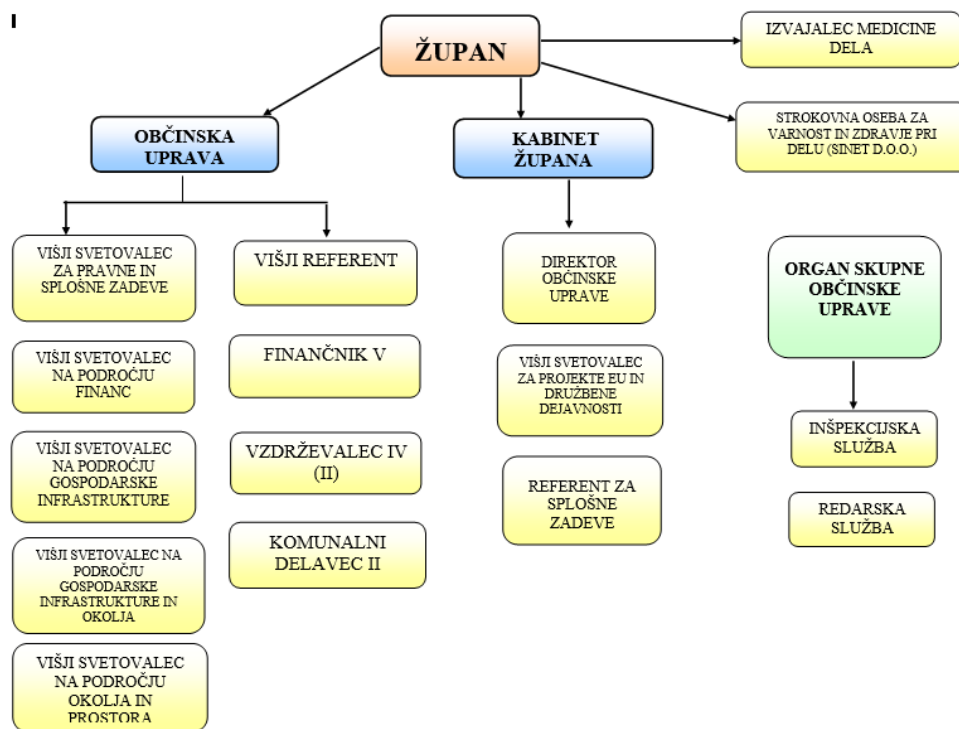 ŽUPAN
IZVAJALEC MEDICINE
DELA
STROKOVNA OSEBA ZA
VARNOST IN ZDRAVJE PRI
DELU (SINET D.O.O.)
OBČINSKA
UPRAVA
KABINET
ŽUPANA
VIŠJI SVETOVALEC
ZA PRAVNE IN
SPLOŠNE ZADEVE
VIŠJI SVETOVALEC
NA PODROČJU
FINANC
VIŠJI SVETOVALEC
NA PODROČJU
GOSPODARSKE
INFRASTRUKTURE
VIŠJI SVETOVALEC NA
PODROČJU
GOSPODARSKE
INFRASTRUKTURE IN
OKOLJA
VIŠJI SVETOVALEC
NA PODROČJU
OKOLJA IN
PROSTORA
VIŠJI REFERENT
FINANČNIK V
VZDRŽEVALEC IV
(II)
KOMUNALNI
DELAVEC II
DIREKTOR
OBČINSKE
UPRAVE
VIŠJI SVETOVALEC
ZA PROJEKTE EU IN
DRUŽBENE
DEJAVNOSTI
REFERENT ZA
SPLOŠNE
ZADEVE
ORGAN SKUPNE
OBČINSKE
UPRAVE
INŠPEKCIJSKA
SLUŽBA
REDARSKA
SLUŽBA